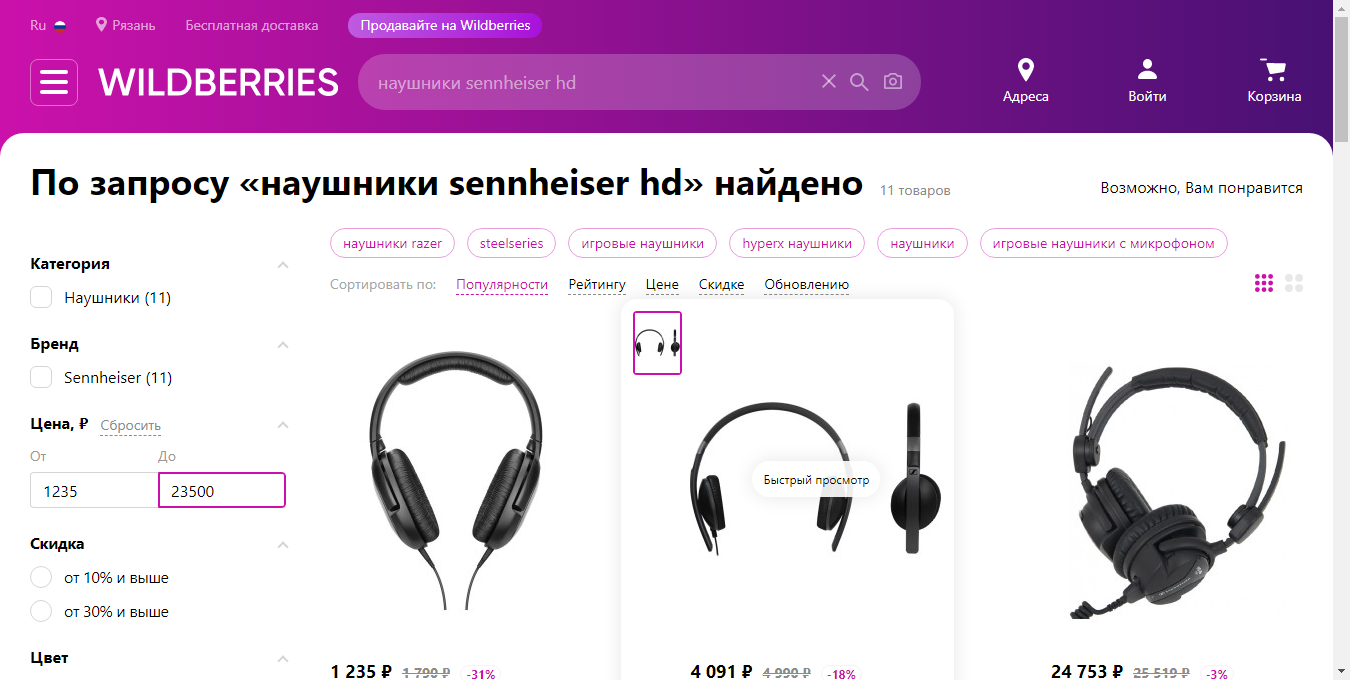 Ru Рязань Бесплатная доставка Продавайте на Wildberries
WILDBERRIES
наушники sennheiser hd
Адреса Войти Корзина
По запросу «наушники sennheiser hd» найдено 11 товаров
Возможно, Вам понравится
наушники razer steelseries игровые наушники hyperx наушники наушники игровые наушники с микрофоном
Сортировать по: Популярности Рейтингу Цене Скидке Обновлению
Категория
Наушники (11)
Бренд
Sennheiser (11)
Цена, ₽ Сбросить
От До
1235 23500
Скидка
от 10% и выше
от 30% и выше
Цвет
Быстрый просмотр
1 235 ₽ 1 790 ₽ -31%
4 091 ₽ 4 990 ₽ -18%
24 753 ₽ 25 519 ₽ -3%